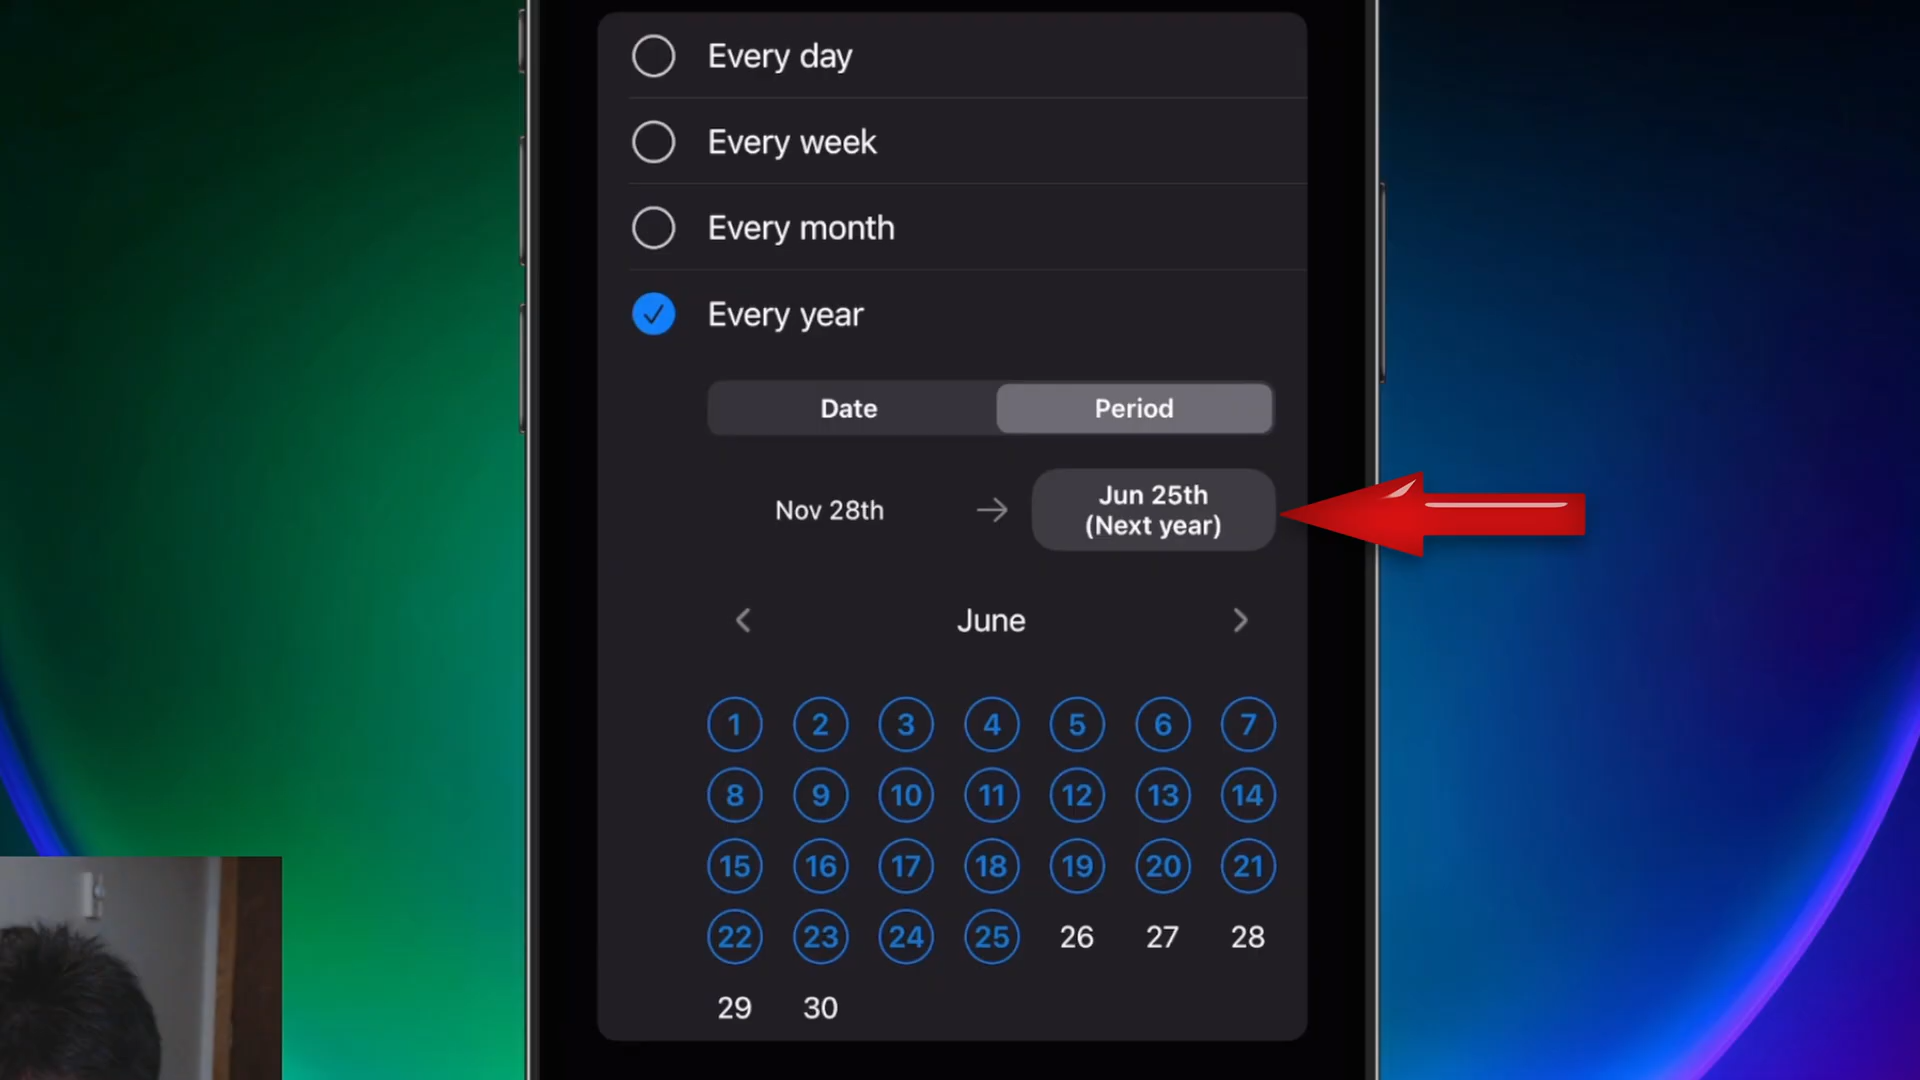 Every day
Every week
Every month
Every year
Date Period
Nov 28th → Jun 25th
(Next year)
June
1 2 3 4 5 6 7
8 9 10 11 12 13 14
15 16 17 18 19 20 21
22 23 24 25 26 27 28
29 30